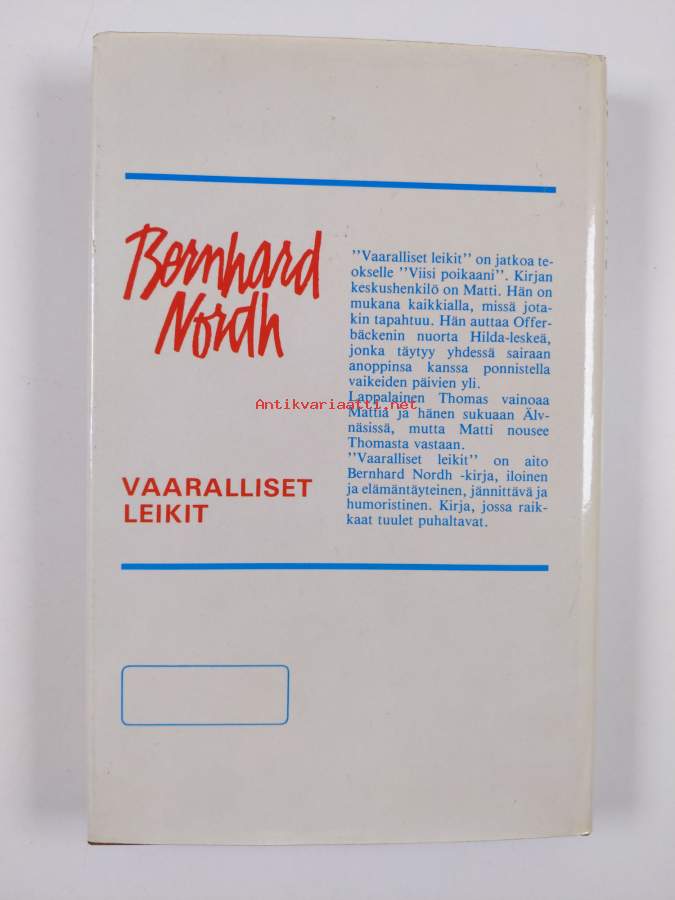 Bernhard
Nordh
VAARALLISET
LEIKIT
"Vaaralliset leikit" on jatkoa te-
okselle "Viisi poikaani". Kirjan
keskushenkilö on Matti. Hän on
mukana kaikkialla, missä jota-
kin tapahtuu. Hän auttaa Offer-
bäckenin nuorta Hilda-leskeä,
jonka täytyy yhdessä sairaan
anoppinsa kanssa ponnistella
vaikeiden päivien yli.
Lappalainen Thomas vainoaa
Mattia ja hänen sukuaan Älv-
näsissä, mutta Matti nousee
Thomasta vastaan.
"Vaaralliset leikit" on aito
Bernhard Nordh -kirja, iloinen
ja elämäntäyteinen, jännittävä ja
humoristinen. Kirja, jossa raik-
kaat tuulet puhaltavat.
Antikvariaatti.net